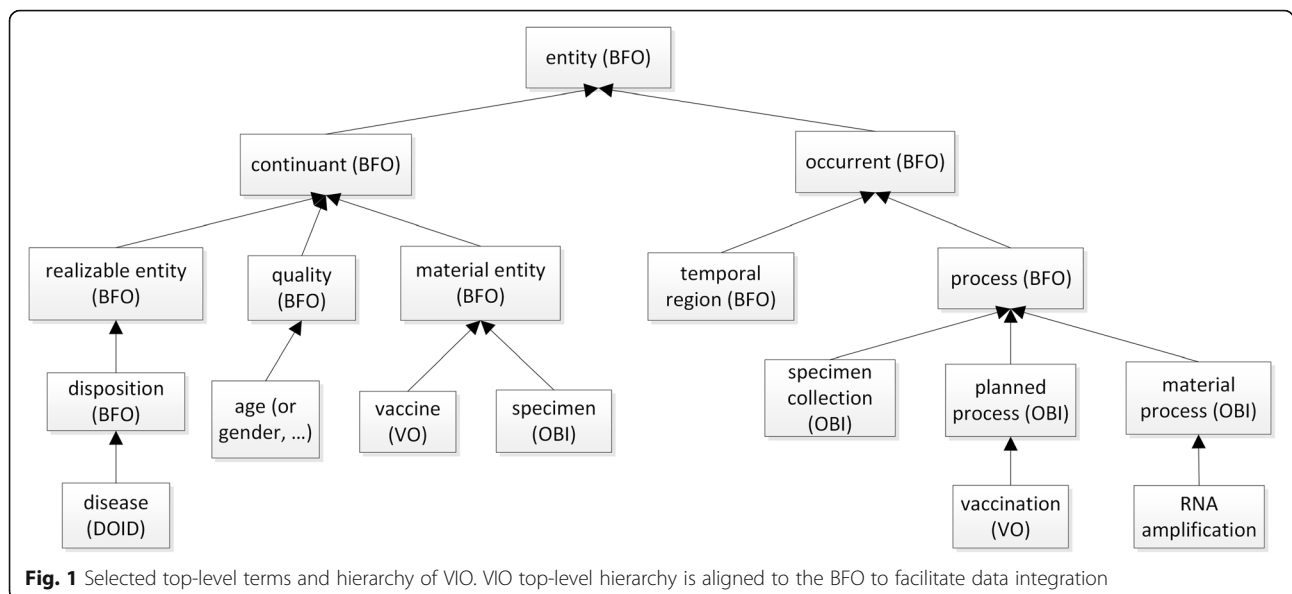 entity (BFO)
continuant (BFO)
occurrent (BFO)
realizable entity
(BFO)
quality
(BFO)
material entity
(BFO)
temporal
region (BFO)
process (BFO)
disposition
(BFO)
age (or
gender, ...)
vaccine
(VO)
specimen
(OBI)
specimen
collection
(OBI)
planned
process (OBI)
material
process (OBI)
disease
(DOID)
vaccination
(VO)
RNA
amplification
Fig. 1 Selected top-level terms and hierarchy of VIO. VIO top-level hierarchy is aligned to the BFO to facilitate data integration